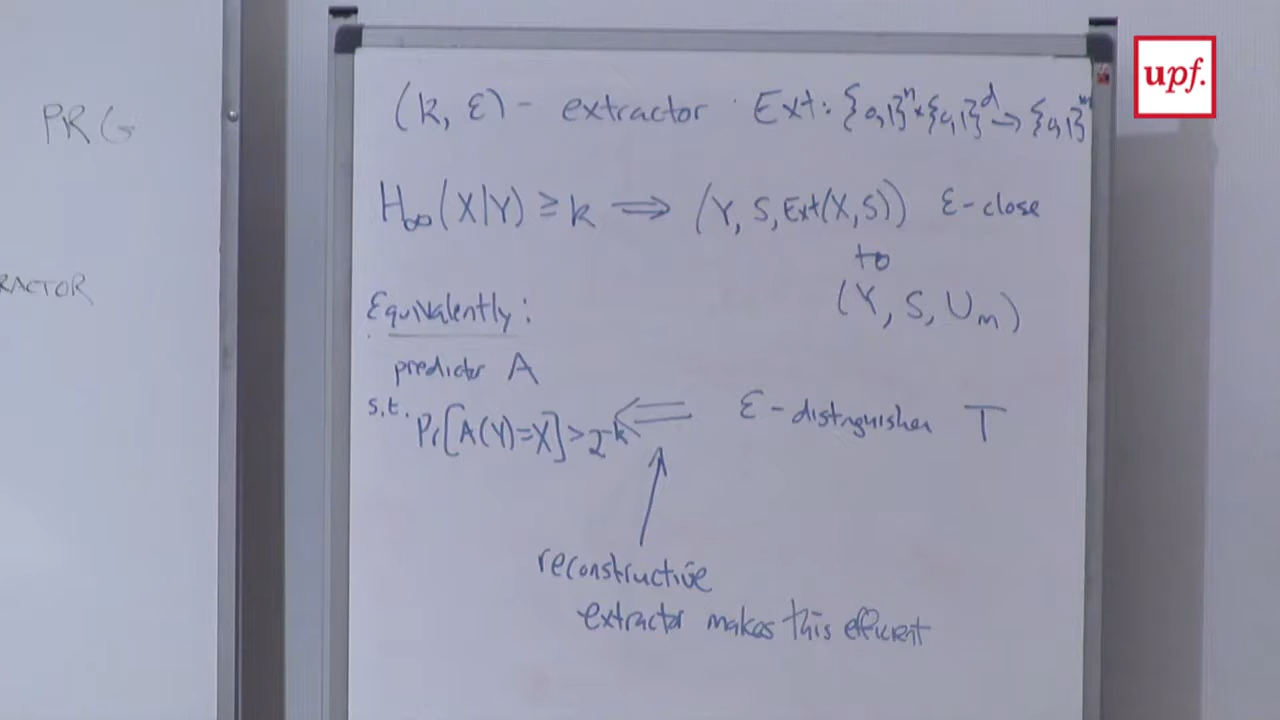 PRG
RACTOR
(k, ε) - extractor · Ext: {0,1}^n × {0,1}^d → {0,1}^m
H∞(X|Y) ≥ k ⟹ (Y, S, Ext(X,S)) ε-close
to
(Y, S, U_m)
Equivalently:
predictor A
s.t. Pr[A(Y)=X] > 2^-k ⟸ ε-distinguisher T
reconstructive
extractor makes this efficient
upf.